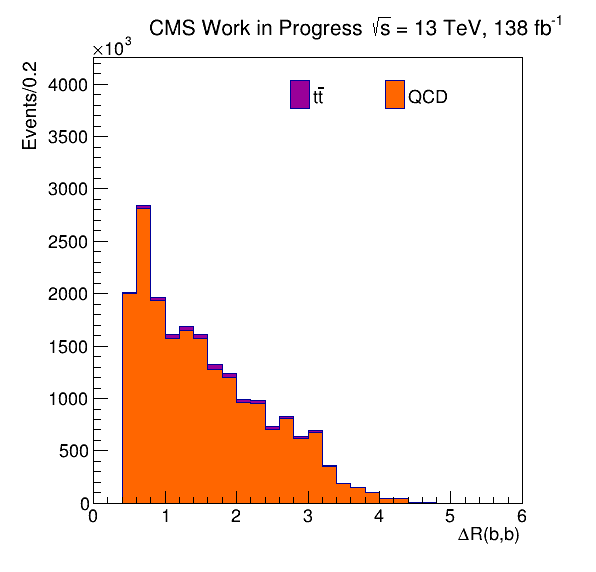 CMS Work in Progress √s = 13 TeV, 138 fb⁻¹
×10³
Events/0.2
tt̄
QCD
4000
3500
3000
2500
2000
1500
1000
500
0
0 1 2 3 4 5 6
ΔR(b,b)